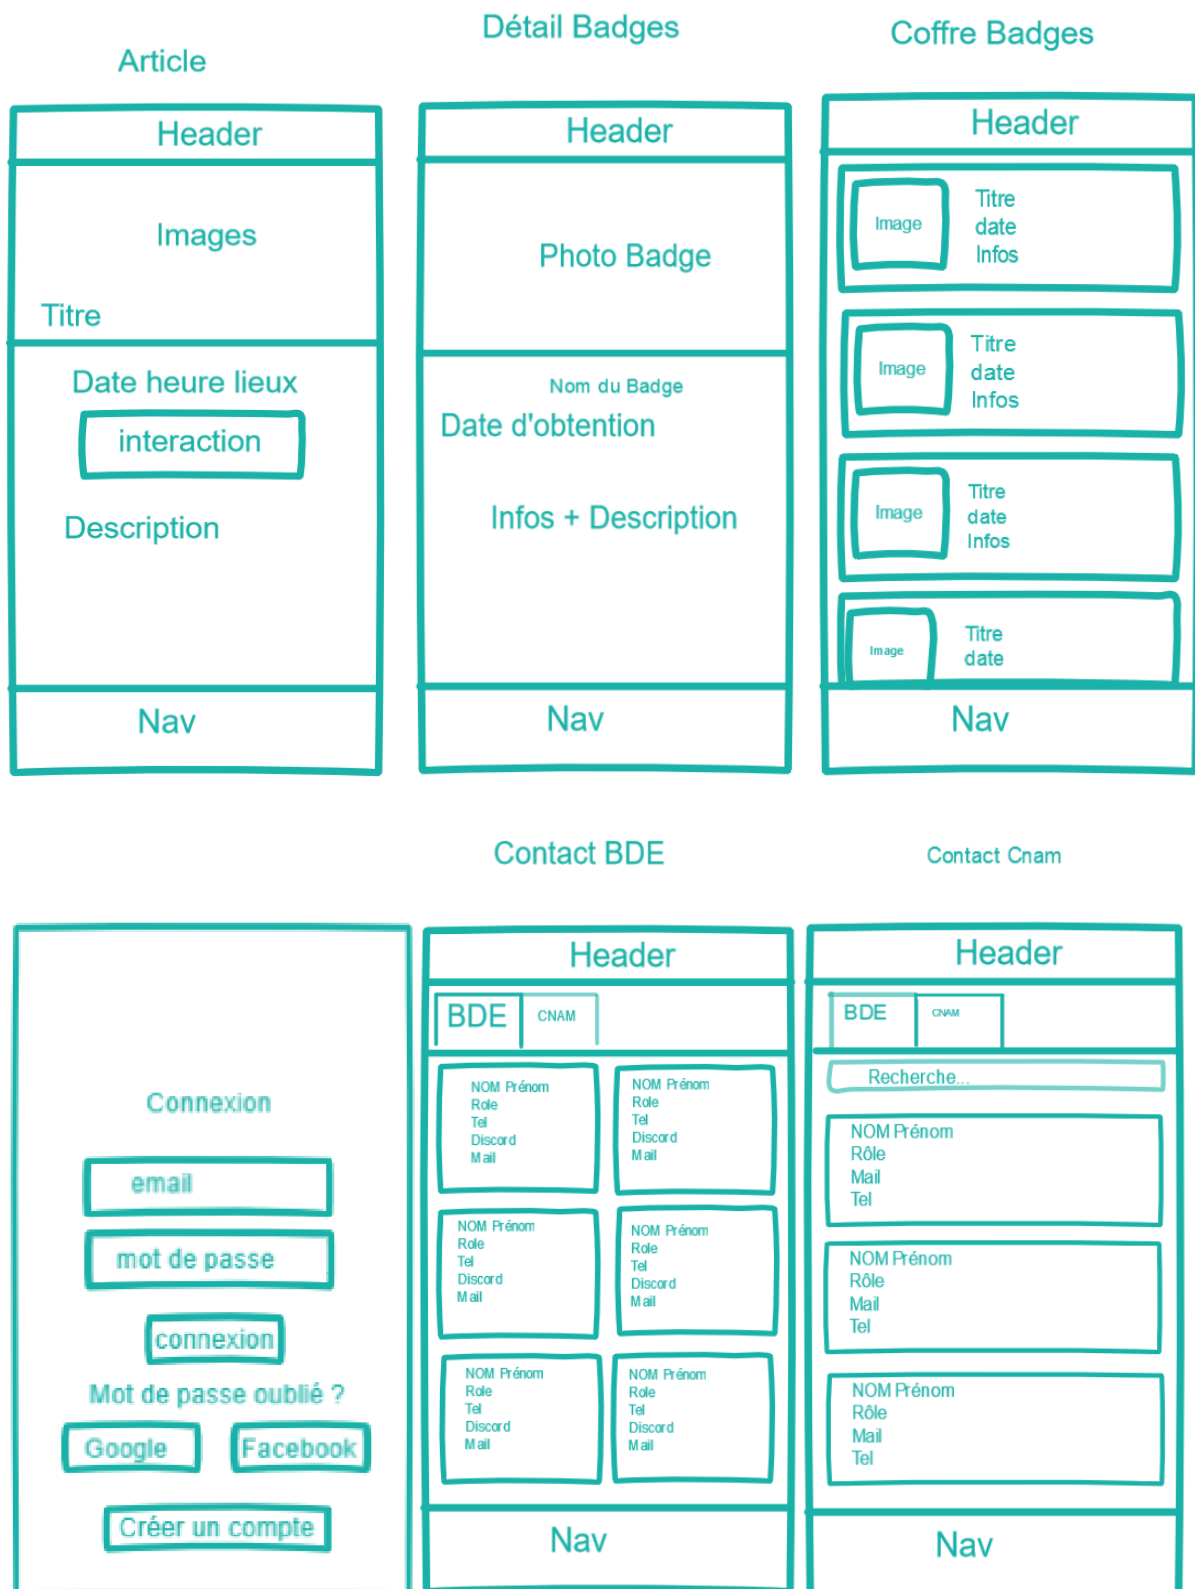 Article
Header
Images
Titre
Date heure lieux
interaction
Description
Nav
Détail Badges
Header
Photo Badge
Nom du Badge
Date d'obtention
Infos + Description
Nav
Coffre Badges
Header
Image
Titre
date
Infos
Image
Titre
date
Infos
Image
Titre
date
Infos
Image
Titre
date
Nav
Connexion
email
mot de passe
connexion
Mot de passe oublié ?
Google
Facebook
Créer un compte
Contact BDE
Header
BDE
CNAM
NOM Prénom
Role
Tel
Discord
Mail
NOM Prénom
Role
Tel
Discord
Mail
NOM Prénom
Role
Tel
Discord
Mail
NOM Prénom
Role
Tel
Discord
Mail
NOM Prénom
Role
Tel
Discord
Mail
NOM Prénom
Role
Tel
Discord
Mail
Nav
Contact Cnam
Header
BDE
CNAM
Recherche...
NOM Prénom
Rôle
Mail
Tel
NOM Prénom
Rôle
Mail
Tel
NOM Prénom
Rôle
Mail
Tel
Nav